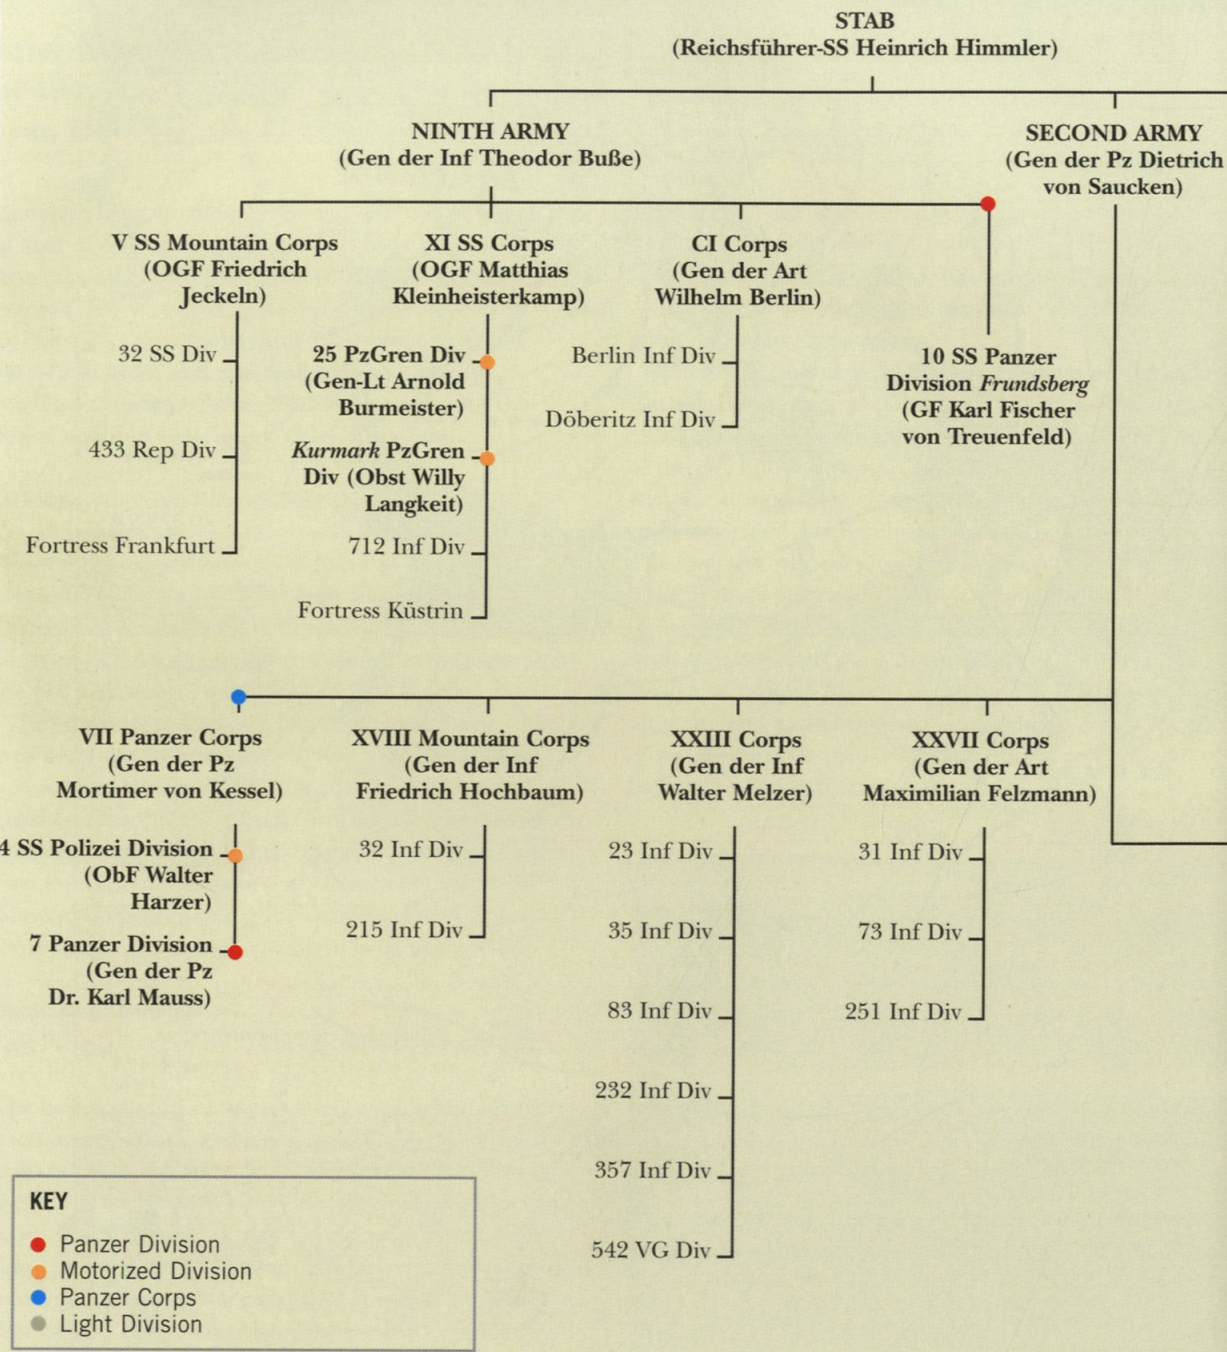 STAB
(Reichsführer-SS Heinrich Himmler)
NINTH ARMY
(Gen der Inf Theodor Buße)
SECOND ARMY
(Gen der Pz Dietrich
von Saucken)
V SS Mountain Corps
(OGF Friedrich
Jeckeln)
32 SS Div
433 Rep Div
Fortress Frankfurt
XI SS Corps
(OGF Matthias
Kleinheisterkamp)
25 PzGren Div
(Gen-Lt Arnold
Burmeister)
Kurmark PzGren
Div (Obst Willy
Langkeit)
712 Inf Div
Fortress Küstrin
CI Corps
(Gen der Art
Wilhelm Berlin)
Berlin Inf Div
Döberitz Inf Div
10 SS Panzer
Division Frundsberg
(GF Karl Fischer
von Treuenfeld)
VII Panzer Corps
(Gen der Pz
Mortimer von Kessel)
4 SS Polizei Division
(ObF Walter
Harzer)
7 Panzer Division
(Gen der Pz
Dr. Karl Mauss)
XVIII Mountain Corps
(Gen der Inf
Friedrich Hochbaum)
32 Inf Div
215 Inf Div
XXIII Corps
(Gen der Inf
Walter Melzer)
23 Inf Div
35 Inf Div
83 Inf Div
232 Inf Div
357 Inf Div
542 VG Div
XXVII Corps
(Gen der Art
Maximilian Felzmann)
31 Inf Div
73 Inf Div
251 Inf Div
KEY
Panzer Division
Motorized Division
Panzer Corps
Light Division